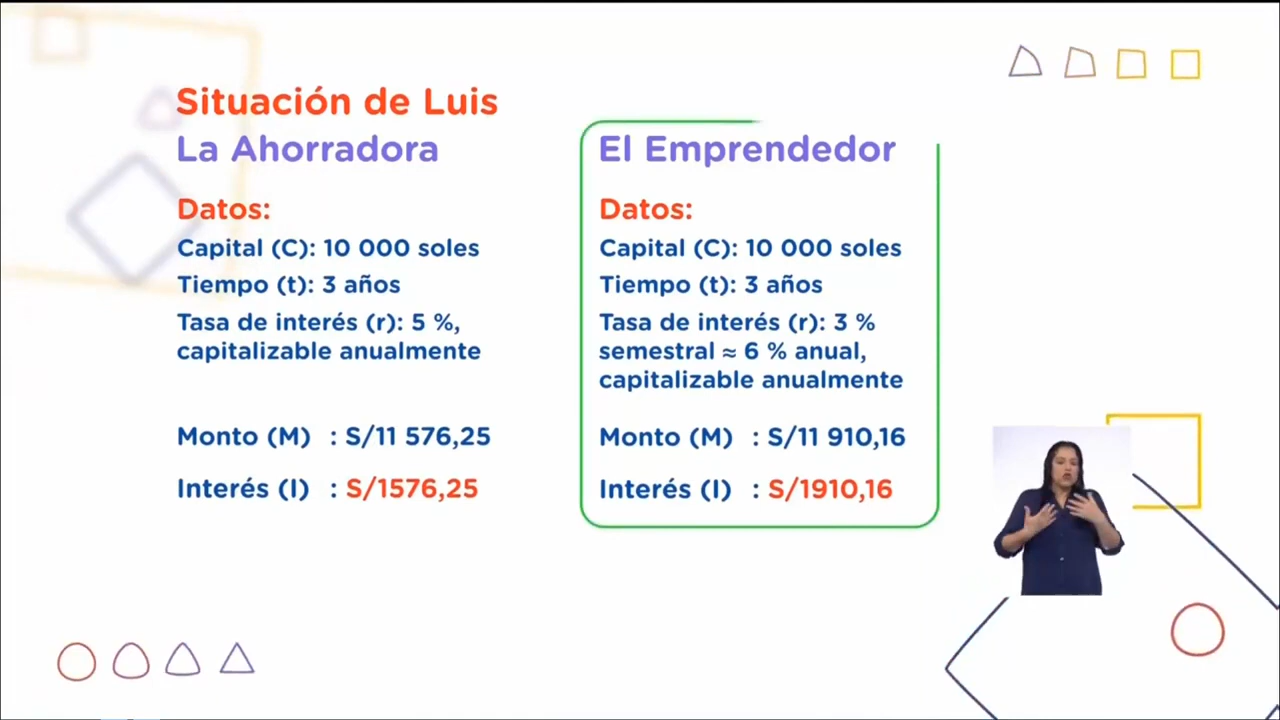 Situación de Luis
La Ahorradora
Datos:
Capital (C): 10 000 soles
Tiempo (t): 3 años
Tasa de interés (r): 5 %,
capitalizable anualmente
Monto (M) : S/11 576,25
Interés (I) : S/1576,25
El Emprendedor
Datos:
Capital (C): 10 000 soles
Tiempo (t): 3 años
Tasa de interés (r): 3 %
semestral ≈ 6 % anual,
capitalizable anualmente
Monto (M) : S/11 910,16
Interés (I) : S/1910,16